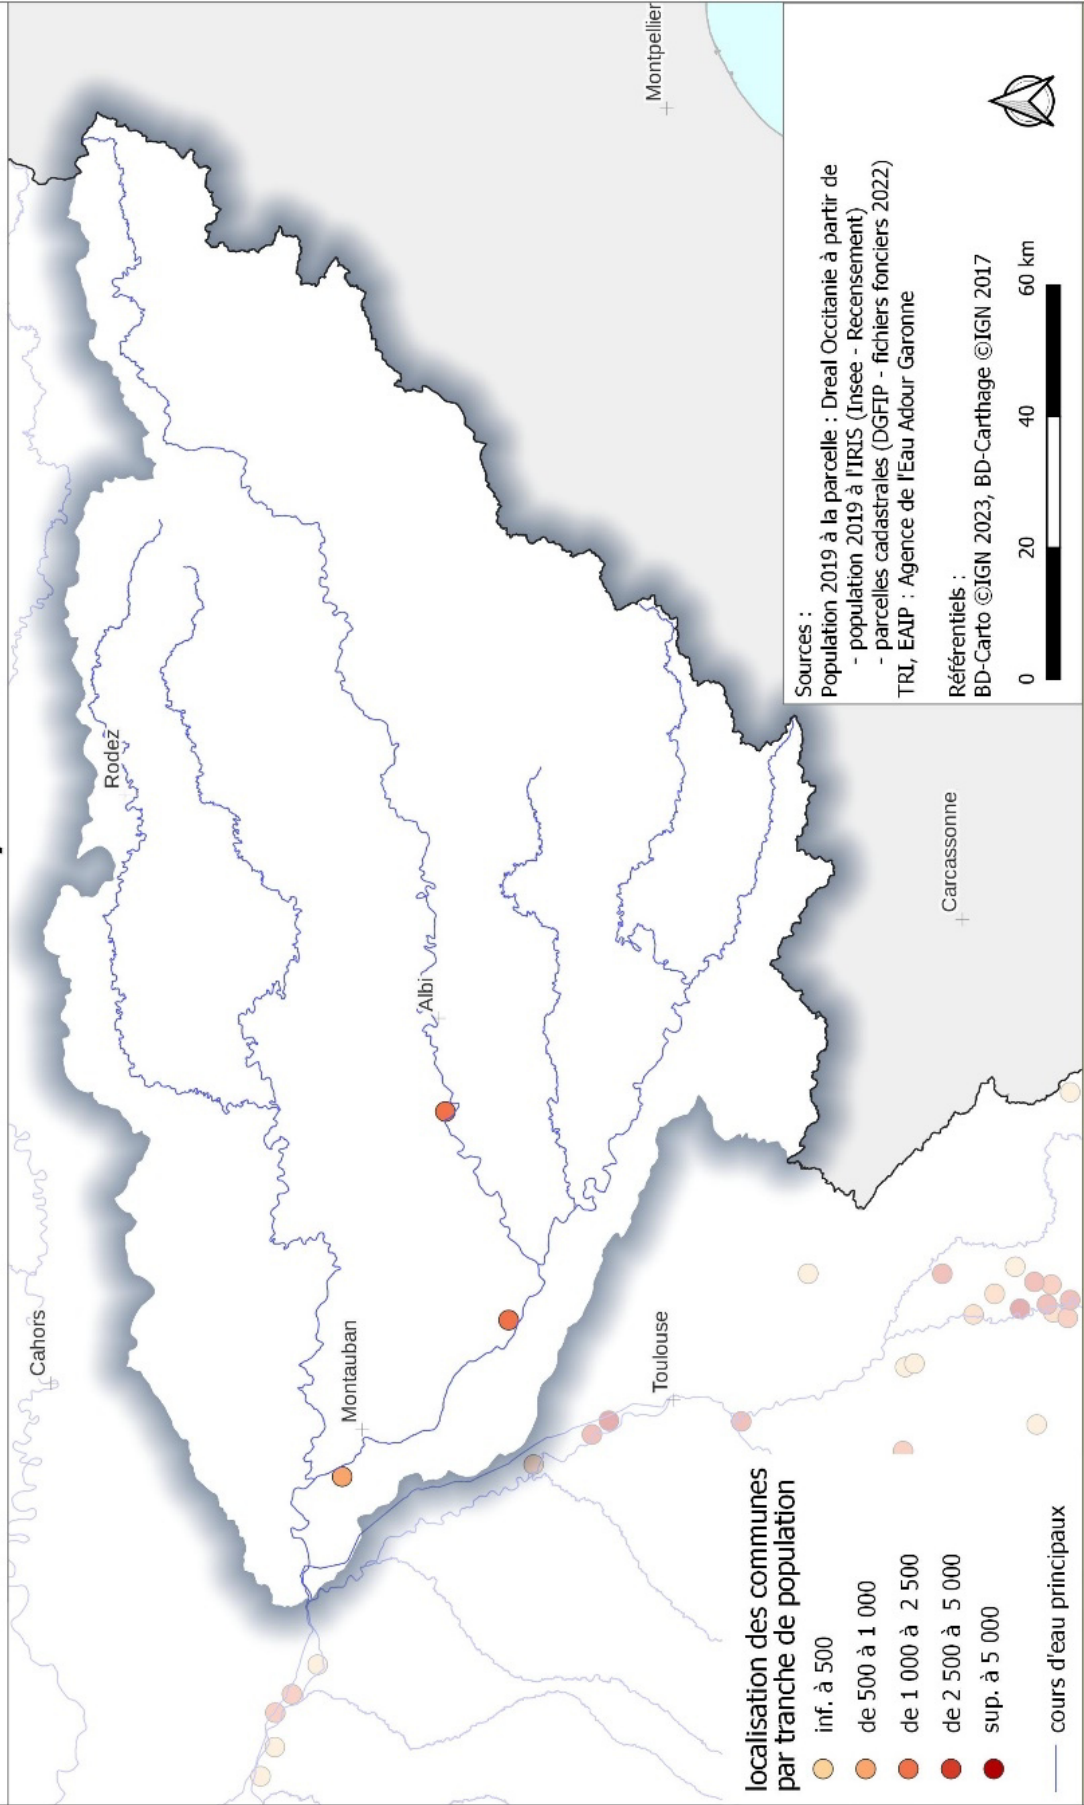 Cahors
Rodez
Montauban
Albi
Toulouse
Carcassonne
Montpellier
localisation des communes
par tranche de population
inf. à 500
de 500 à 1 000
de 1 000 à 2 500
de 2 500 à 5 000
sup. à 5 000
cours d'eau principaux
Sources :
Population 2019 à la parcelle : Dreal Occitanie à partir de
- population 2019 à l'IRIS (Insee - Recensement)
- parcelles cadastrales (DGFIP - fichiers fonciers 2022)
TRI, EAIP : Agence de l'Eau Adour Garonne
Référentiels :
BD-Carto ©IGN 2023, BD-Carthage ©IGN 2017
0 20 40 60 km